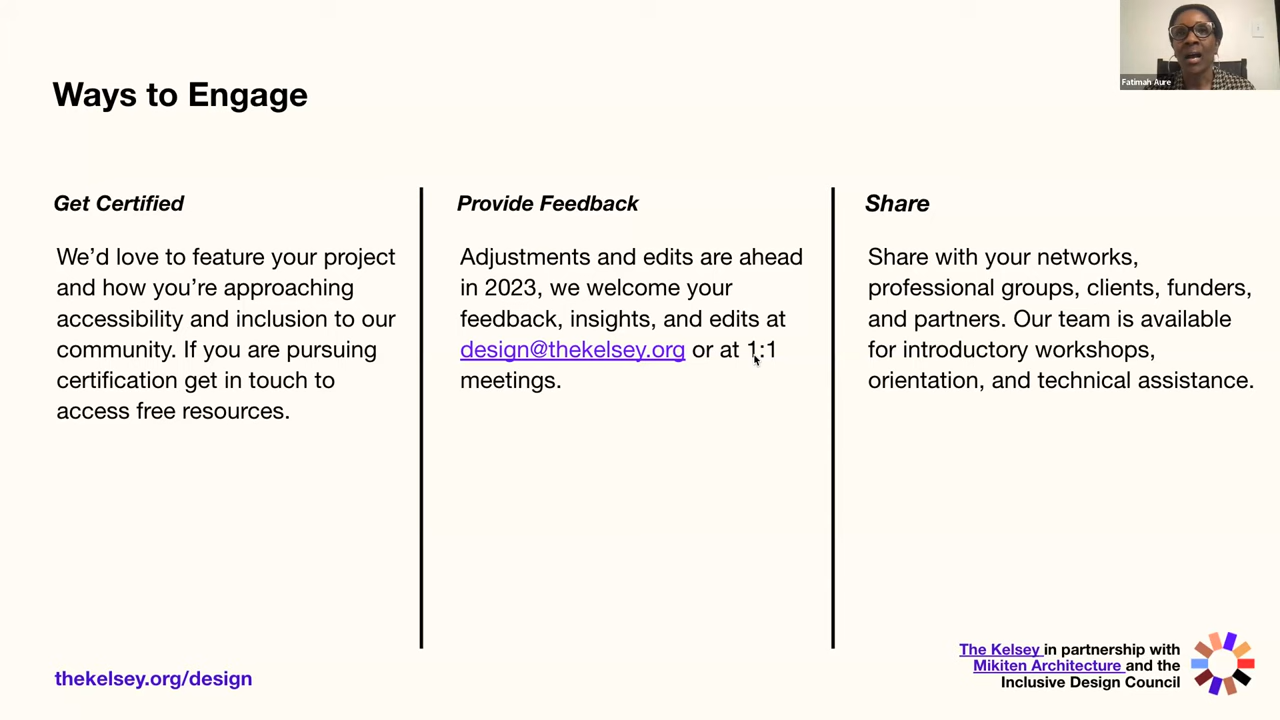 Fatimah Aure
Ways to Engage
Get Certified
We’d love to feature your project
and how you’re approaching
accessibility and inclusion to our
community. If you are pursuing
certification get in touch to
access free resources.
Provide Feedback
Adjustments and edits are ahead
in 2023, we welcome your
feedback, insights, and edits at
design@thekelsey.org or at 1:1
meetings.
Share
Share with your networks,
professional groups, clients, funders,
and partners. Our team is available
for introductory workshops,
orientation, and technical assistance.
thekelsey.org/design
The Kelsey in partnership with
Mikiten Architecture and the
Inclusive Design Council